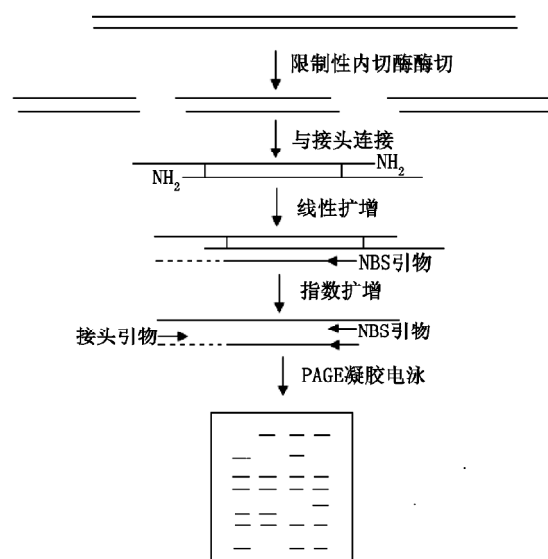 限制性内切酶酶切
与接头连接
NH2
NH2
线性扩增
NBS引物
指数扩增
接头引物
NBS引物
PAGE凝胶电泳